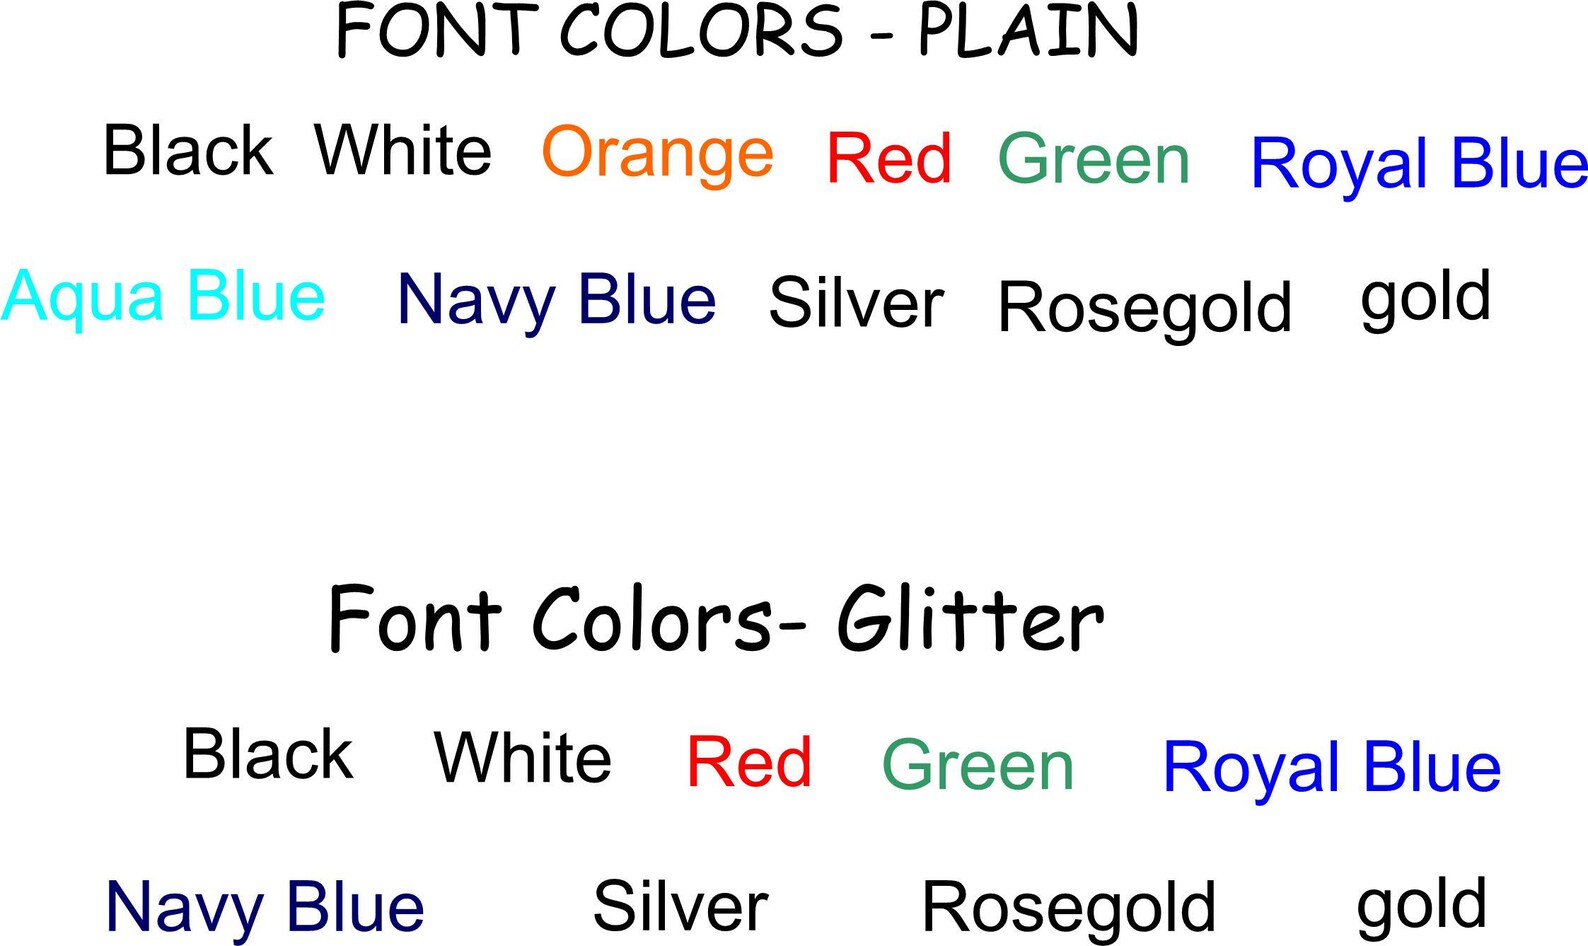 FONT COLORS - PLAIN
Black White Orange Red Green Royal Blue
Aqua Blue Navy Blue Silver Rosegold gold
Font Colors- Glitter
Black White Red Green Royal Blue
Navy Blue Silver Rosegold gold